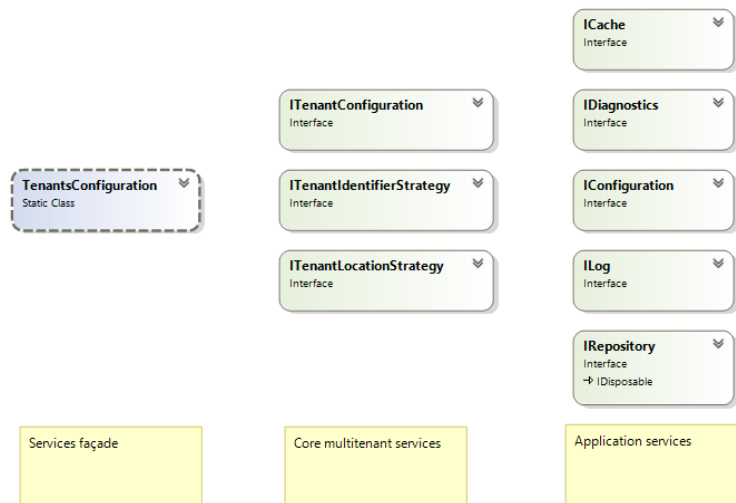 ICache
Interface
ITenantConfiguration
Interface
IDiagnostics
Interface
TenantsConfiguration
Static Class
ITenantIdentifierStrategy
Interface
IConfiguration
Interface
ITenantLocationStrategy
Interface
ILog
Interface
IRepository
Interface
IDisposable
Services façade
Core multitenant services
Application services